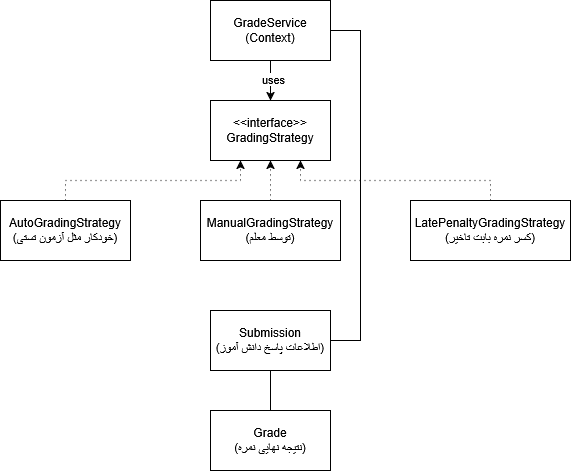 GradeService
(Context)
uses
<<interface>>
GradingStrategy
AutoGradingStrategy
(خودکار مثل آزمون تستی)
ManualGradingStrategy
(توسط معلم)
LatePenaltyGradingStrategy
(کسر نمره بابت تاخیر)
Submission
(اطلاعات پاسخ دانش آموز)
Grade
(نتیجه نهایی نمره)